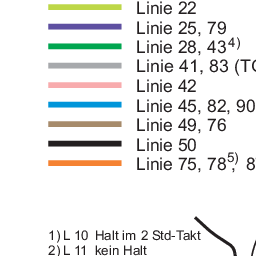 Linie 22
Linie 25, 79
Linie 28, 43⁴⁾
Linie 41, 83 (TG
Linie 42
Linie 45, 82, 90
Linie 49, 76
Linie 50
Linie 75, 78⁵⁾, 8
1) L 10 Halt im 2 Std-Takt
2) L 11 kein Halt